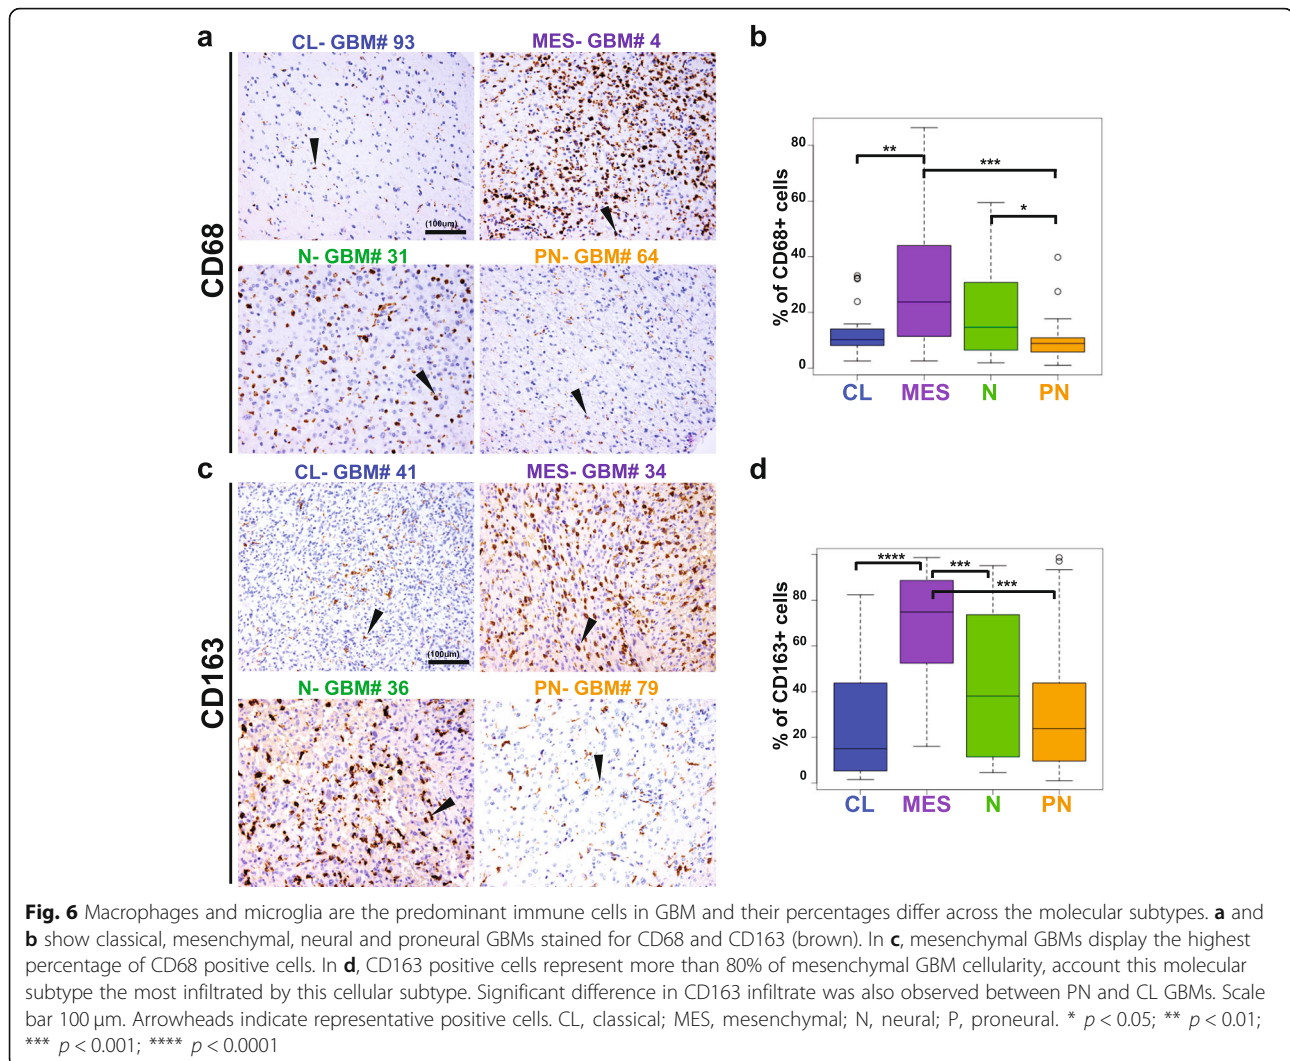 a
CL- GBM# 93
MES- GBM# 4
(100um)
N- GBM# 31
PN- GBM# 64
CD68
b
% of CD68+ cells
80
60
40
20
0
**
***
*
CL
MES
N
PN
c
CL- GBM# 41
MES- GBM# 34
(100um)
N- GBM# 36
PN- GBM# 79
CD163
d
% of CD163+ cells
80
60
40
20
0
****
***
***
CL
MES
N
PN
Fig. 6 Macrophages and microglia are the predominant immune cells in GBM and their percentages differ across the molecular subtypes. a and
b show classical, mesenchymal, neural and proneural GBMs stained for CD68 and CD163 (brown). In c, mesenchymal GBMs display the highest
percentage of CD68 positive cells. In d, CD163 positive cells represent more than 80% of mesenchymal GBM cellularity, account this molecular
subtype the most infiltrated by this cellular subtype. Significant difference in CD163 infiltrate was also observed between PN and CL GBMs. Scale
bar 100 μm. Arrowheads indicate representative positive cells. CL, classical; MES, mesenchymal; N, neural; P, proneural. * p < 0.05; ** p < 0.01;
*** p < 0.001; **** p < 0.0001